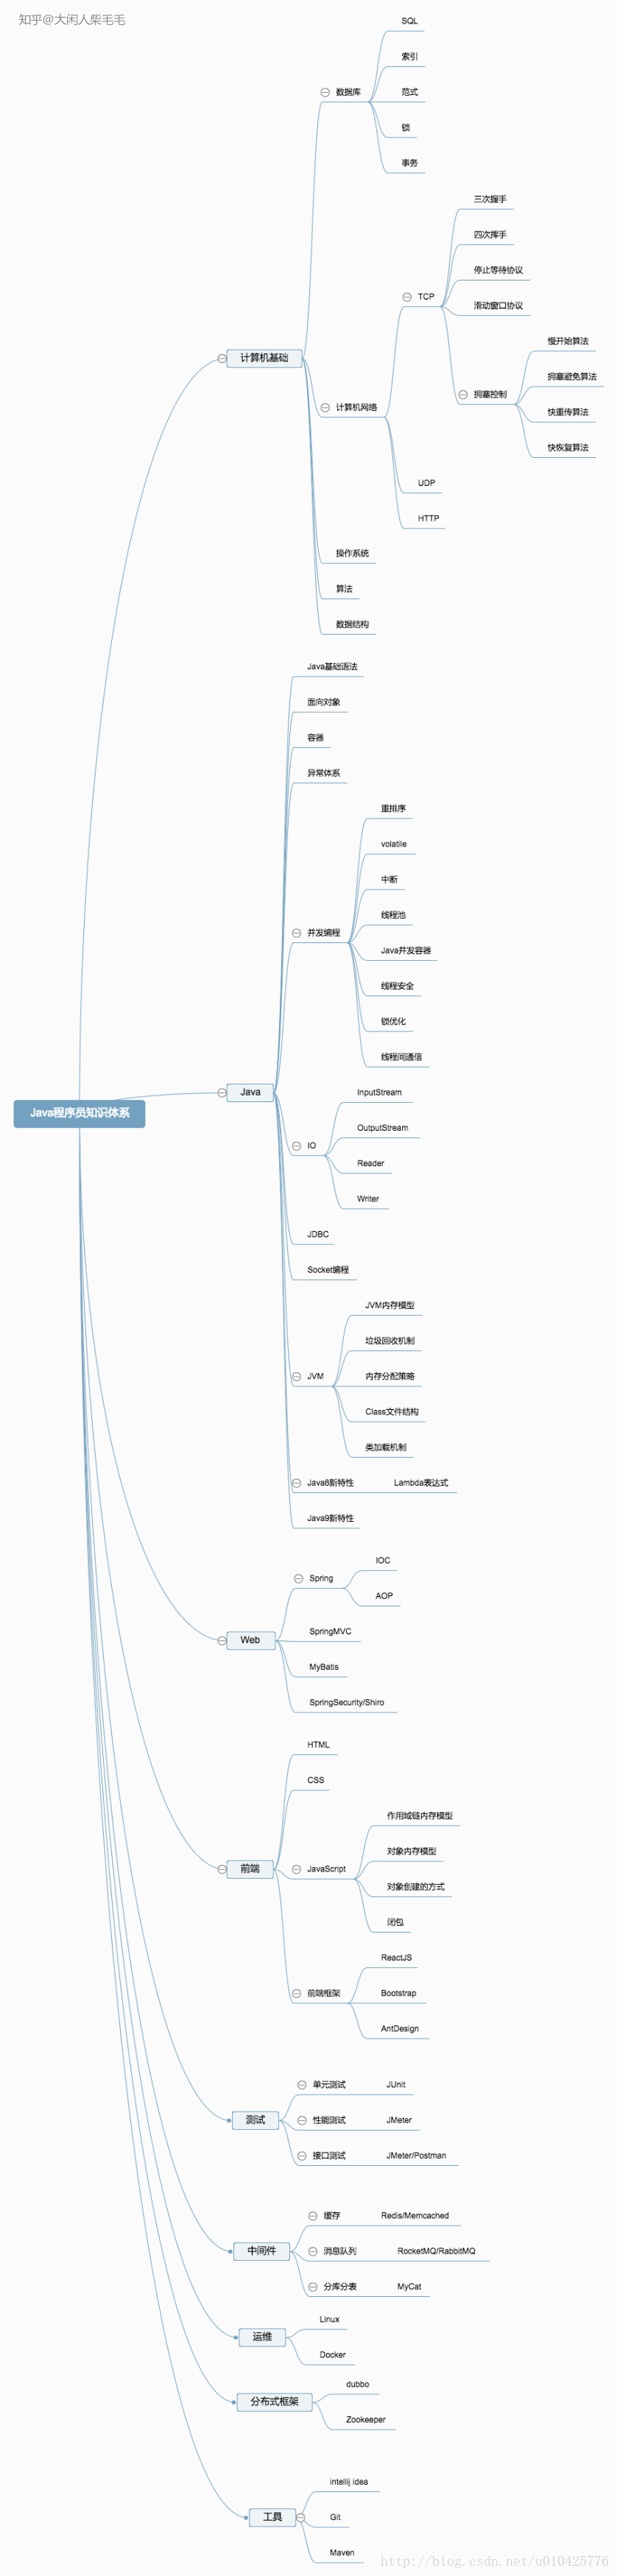 知乎@大闲人柴毛毛
SQL
索引
数据库
范式
锁
事务
三次握手
四次挥手
停止等待协议
TCP
滑动窗口协议
慢开始算法
计算机基础
拥塞避免算法
拥塞控制
计算机网络
快重传算法
快恢复算法
UDP
HTTP
操作系统
算法
数据结构
Java基础语法
面向对象
容器
异常体系
重排序
volatile
中断
线程池
并发编程
Java并发容器
线程安全
锁优化
线程间通信
Java
InputStream
Java程序员知识体系
OutputStream
IO
Reader
Writer
JDBC
Socket编程
JVM内存模型
垃圾回收机制
JVM
内存分配策略
Class文件结构
类加载机制
Java8新特性
Lambda表达式
Java9新特性
IOC
Spring
AOP
SpringMVC
Web
MyBatis
SpringSecurity/Shiro
HTML
CSS
作用域链内存模型
对象内存模型
前端
JavaScript
对象创建的方式
闭包
ReactJS
前端框架
Bootstrap
AntDesign
单元测试
JUnit
测试
性能测试
JMeter
接口测试
JMeter/Postman
缓存
Redis/Memcached
中间件
消息队列
RocketMQ/RabbitMQ
分库分表
MyCat
Linux
运维
Docker
dubbo
分布式框架
Zookeeper
intellij idea
工具
Git
Maven
http://blog.csdn.net/u010425776